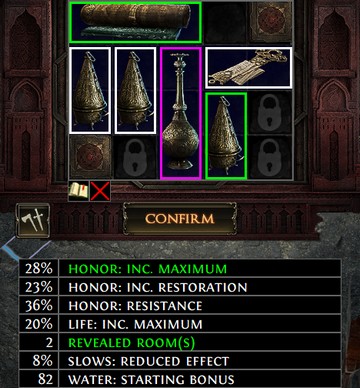 CONFIRM
28% HONOR: INC. MAXIMUM
23% HONOR: INC. RESTORATION
36% HONOR: RESISTANCE
20% LIFE: INC. MAXIMUM
2 REVEALED ROOM(S)
8% SLOWS: REDUCED EFFECT
82 WATER: STARTING BONUS